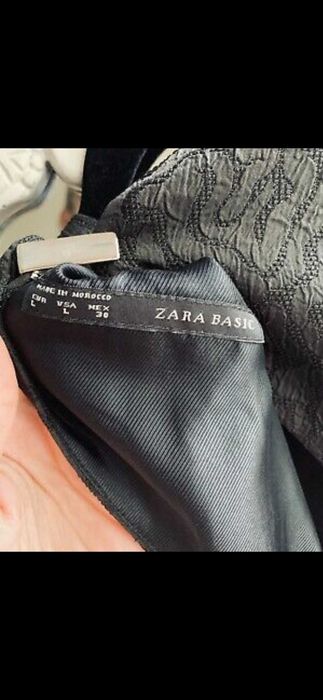 MADE IN MOROCCO
EUR USA MEX
L L 30
ZARA BASIC